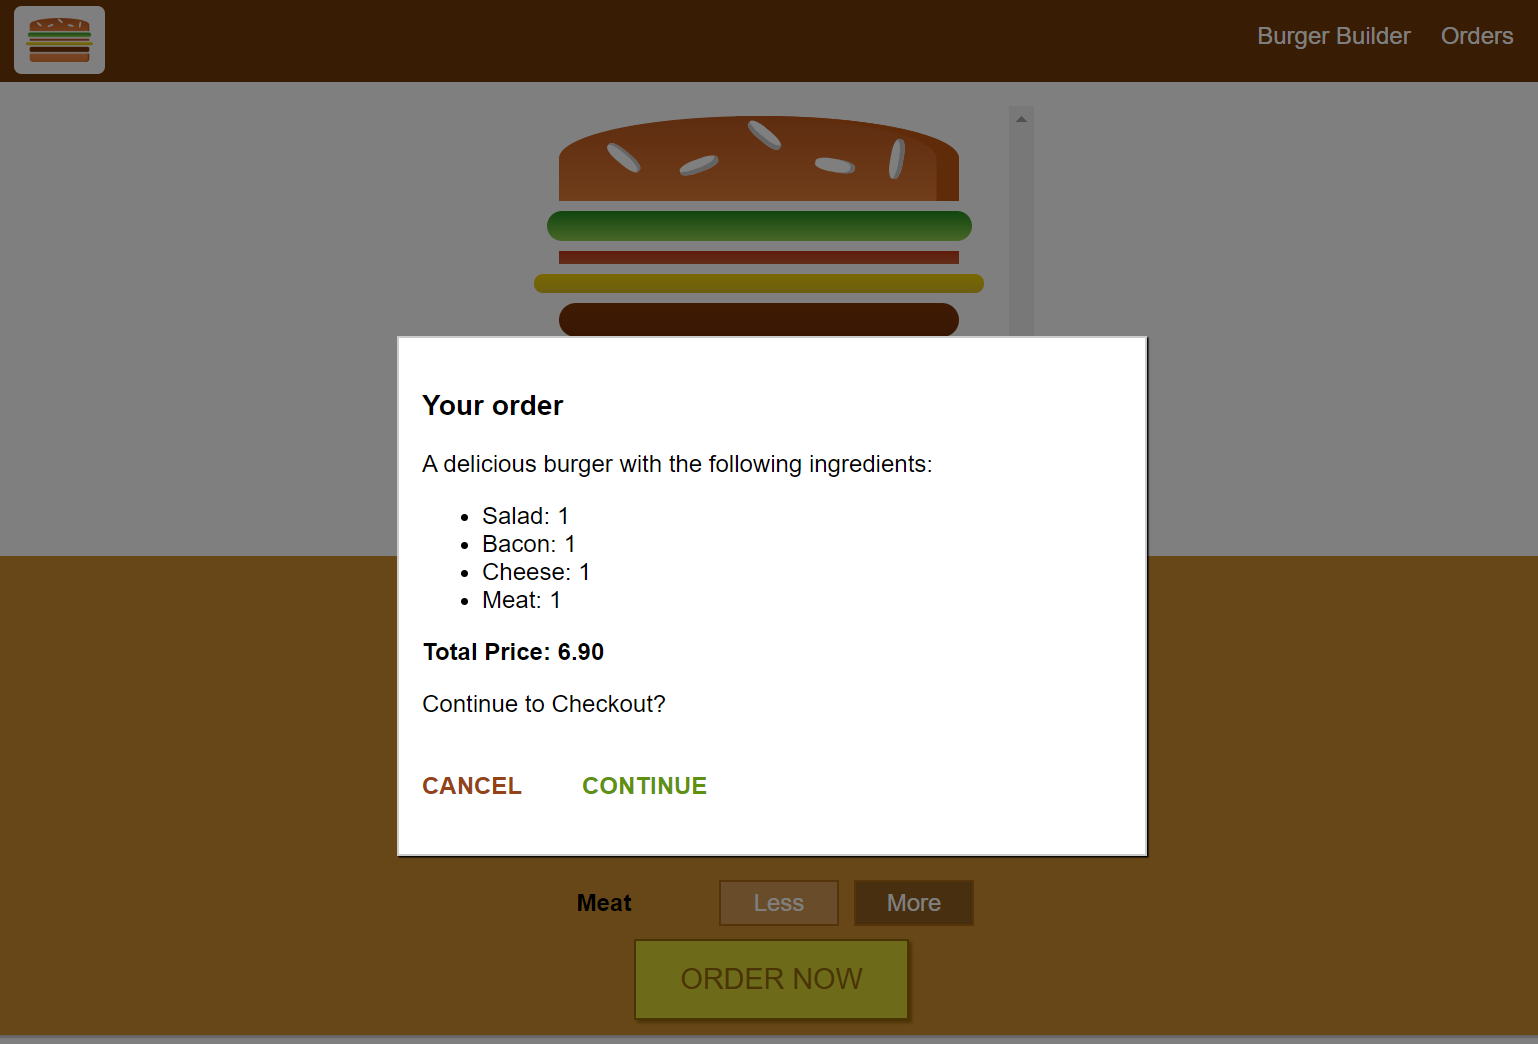 Burger Builder Orders
Your order
A delicious burger with the following ingredients:
Salad: 1
Bacon: 1
Cheese: 1
Meat: 1
Total Price: 6.90
Continue to Checkout?
CANCEL CONTINUE
Meat Less More
ORDER NOW